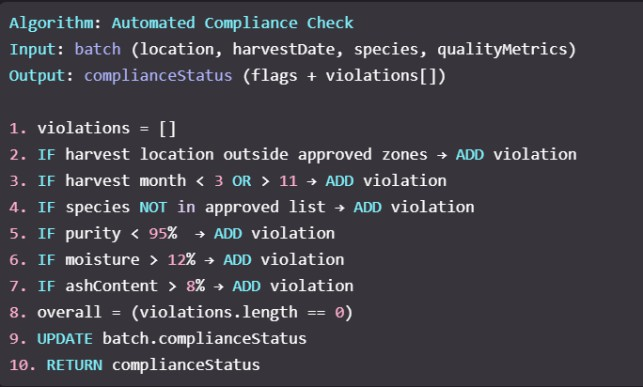 Algorithm: Automated Compliance Check
Input: batch (location, harvestDate, species, qualityMetrics)
Output: complianceStatus (flags + violations[])
1. violations = []
2. IF harvest location outside approved zones → ADD violation
3. IF harvest month < 3 OR > 11 → ADD violation
4. IF species NOT in approved list → ADD violation
5. IF purity < 95% → ADD violation
6. IF moisture > 12% → ADD violation
7. IF ashContent > 8% → ADD violation
8. overall = (violations.length == 0)
9. UPDATE batch.complianceStatus
10. RETURN complianceStatus